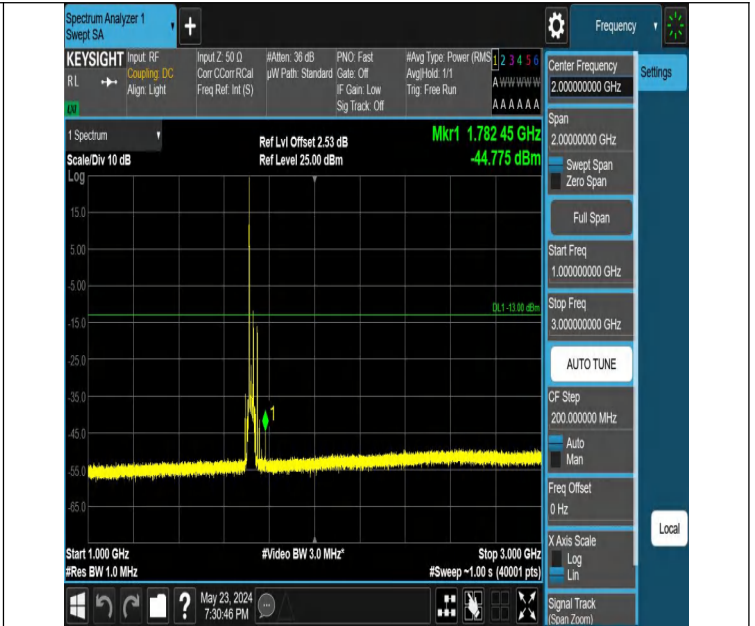 Spectrum Analyzer 1
Swept SA
+
Frequency
KEYSIGHT
RL
Input: RF
Coupling: DC
Align: Light
Input Z: 50 Ω
Corr CCorr RCal
Freq Ref: Int (S)
#Atten: 36 dB
µW Path: Standard
PNO: Fast
Gate: Off
IF Gain: Low
Sig Track: Off
#Avg Type: Power (RMS
Avg|Hold: 1/1
Trig: Free Run
1 2 3 4 5 6
A W W W W W
A A A A A A
1 Spectrum
Scale/Div 10 dB
Log
Ref Lvl Offset 2.53 dB
Ref Level 25.00 dBm
Mkr1 1.782 45 GHz
-44.775 dBm
15.0
5.00
-5.00
-15.0
-25.0
-35.0
-45.0
-55.0
-65.0
DL1 -13.00 dBm
1
Start 1.000 GHz
#Res BW 1.0 MHz
#Video BW 3.0 MHz*
Stop 3.000 GHz
#Sweep ~1.00 s (40001 pts)
Center Frequency
2.000000000 GHz
Settings
Span
2.00000000 GHz
Swept Span
Zero Span
Full Span
Start Freq
1.000000000 GHz
Stop Freq
3.000000000 GHz
AUTO TUNE
CF Step
200.000000 MHz
Auto
Man
Freq Offset
0 Hz
X Axis Scale
Log
Lin
Local
Signal Track
(Span Zoom)
?
May 23, 2024
7:30:46 PM